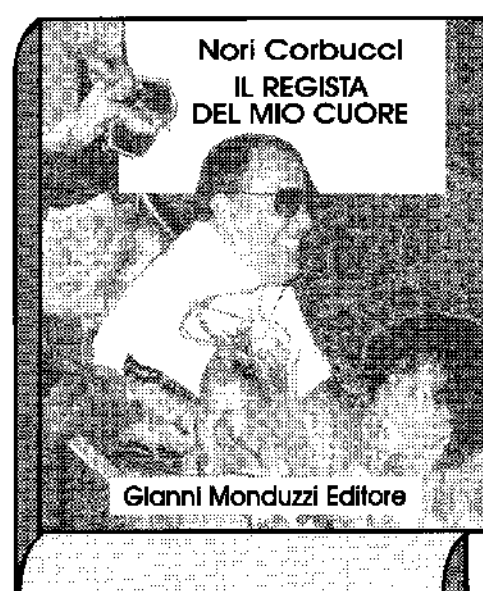 Nori Corbucci
IL REGISTA
DEL MIO CUORE
Gianni Monduzzi Editore